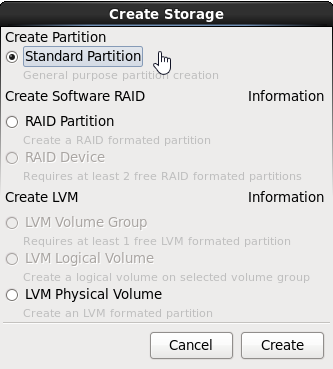 Create Storage
Create Partition
Standard Partition
General purpose partition creation
Create Software RAID Information
RAID Partition
Create a RAID formated partition
RAID Device
Requires at least 2 free RAID formated partitions
Create LVM Information
LVM Volume Group
Requires at least 1 free LVM formated partition
LVM Logical Volume
Create a logical volume on selected volume group
LVM Physical Volume
Create an LVM formated partition
Cancel Create